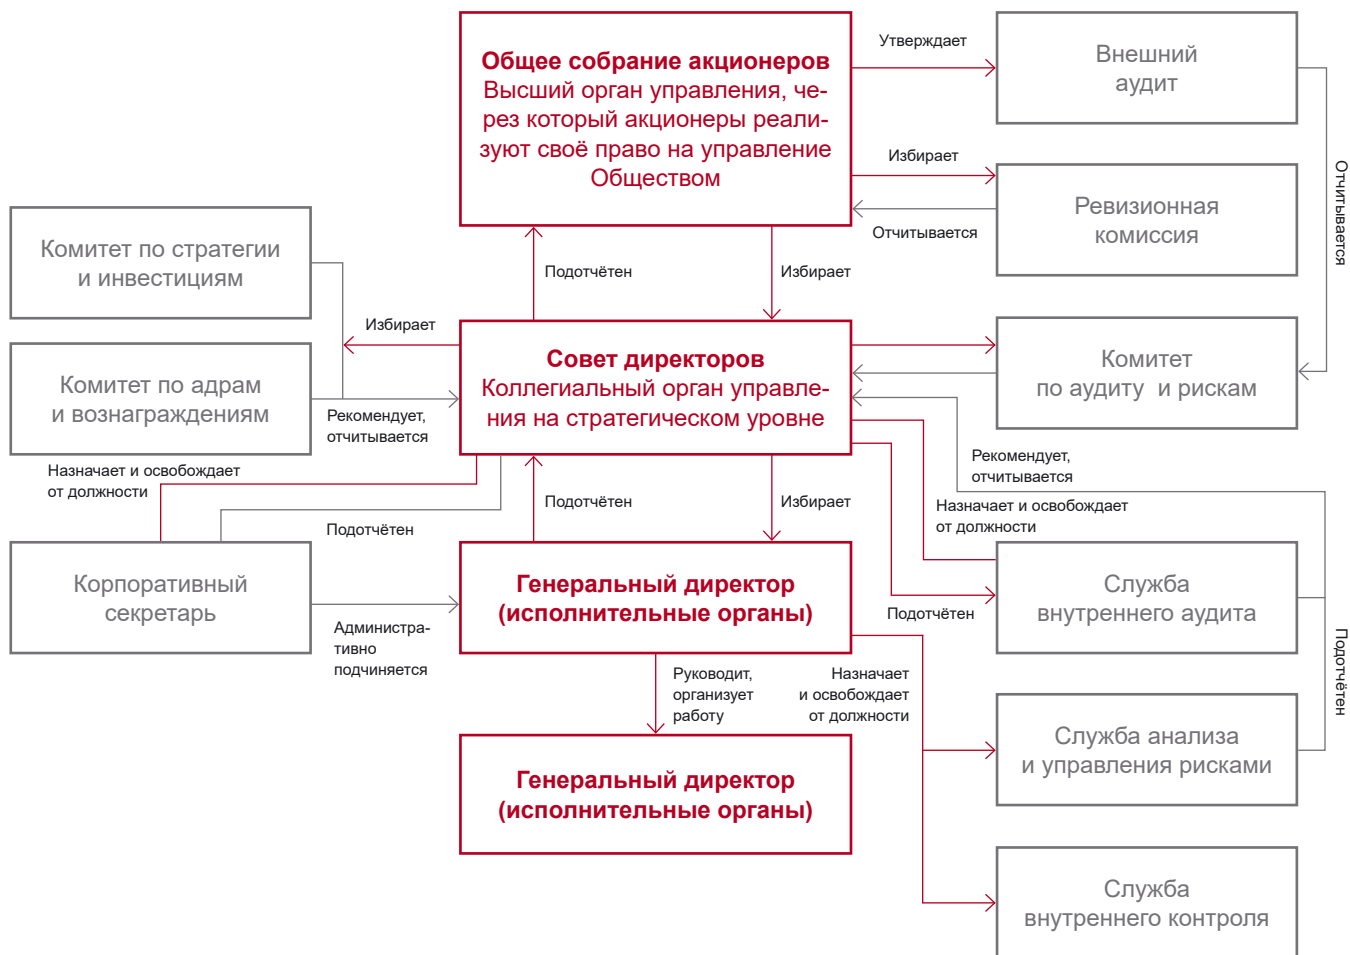 Общее собрание акционеров
Высший орган управления, че-
рез который акционеры реали-
зуют своё право на управление
Обществом
Утверждает
Внешний
аудит
Избирает
Отчитывается
Ревизионная
комиссия
Отчитывается
Комитет по стратегии
и инвестициям
Подотчётен
Избирает
Избирает
Совет директоров
Коллегиальный орган управле-
ния на стратегическом уровне
Комитет
по аудиту и рискам
Комитет по адрам
и вознаграждениям
Рекомендует,
отчитывается
Назначает и освобождает
от должности
Подотчётен
Подотчётен
Избирает
Рекомендует,
отчитывается
Назначает и освобождает
от должности
Корпоративный
секретарь
Административно
подчиняется
Генеральный директор
(исполнительные органы)
Подотчётен
Служба
внутреннего аудита
Подотчётен
Руководит,
организует
работу
Назначает
и освобождает
от должности
Служба анализа
и управления рисками
Генеральный директор
(исполнительные органы)
Служба
внутреннего контроля